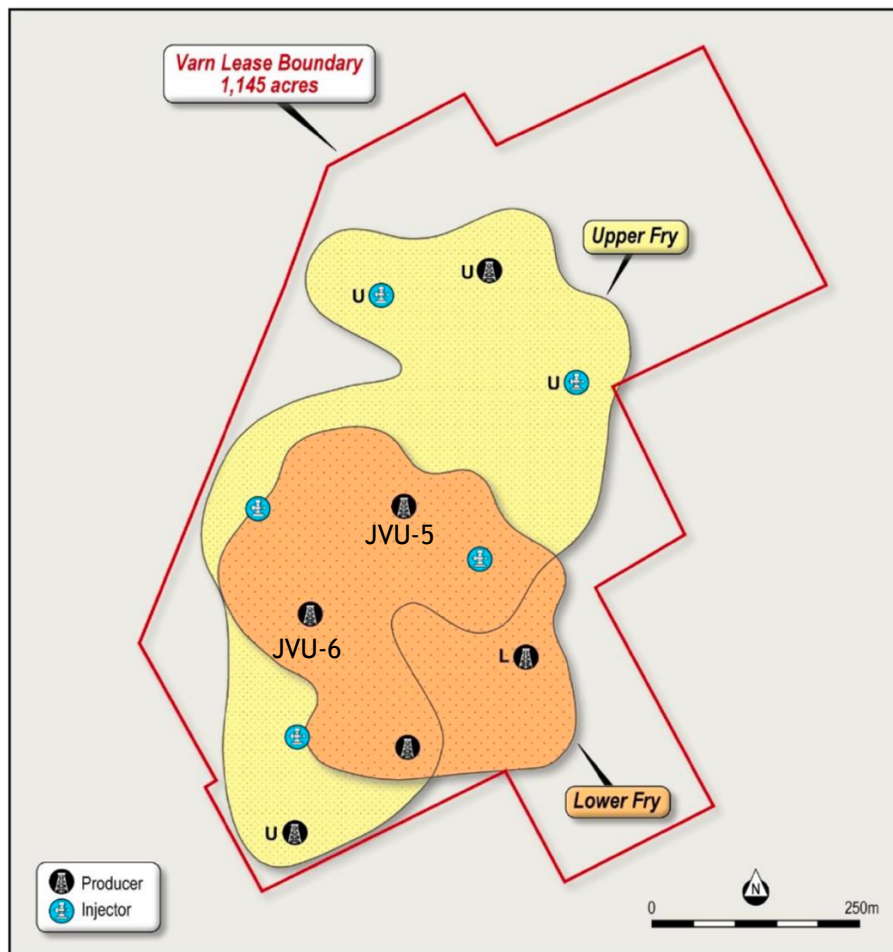 Varn Lease Boundary
1,145 acres
Upper Fry
U
U
U
JVU-5
JVU-6
L
Lower Fry
U
Producer
Injector
N
0
250m